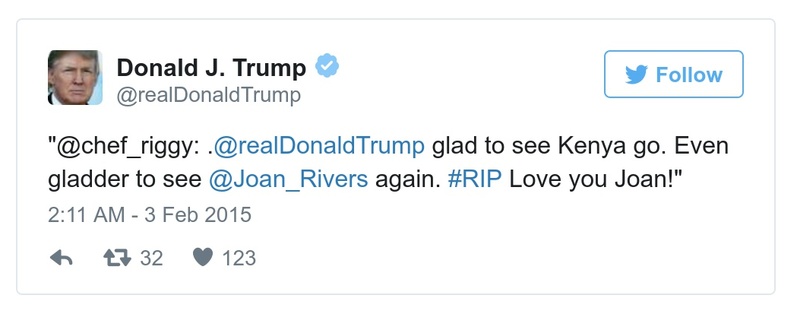 Donald J. Trump
@realDonaldTrump
Follow
"@chef_riggy: .@realDonaldTrump glad to see Kenya go. Even
gladder to see @Joan_Rivers again. #RIP Love you Joan!"
2:11 AM - 3 Feb 2015
32 123